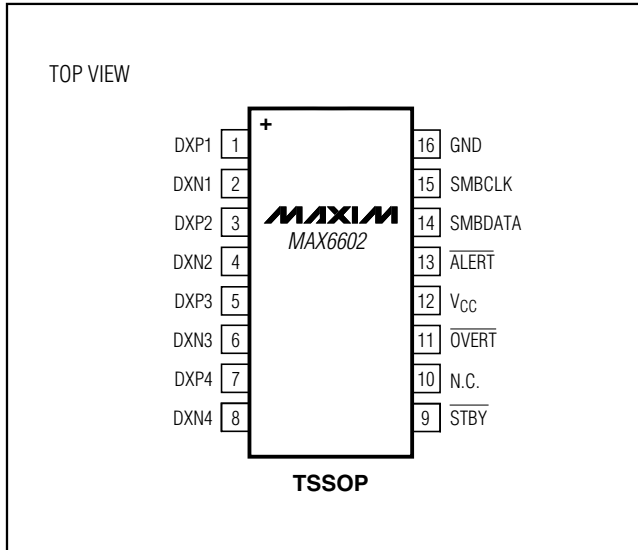 TOP VIEW
+
DXP1 1 16 GND
DXN1 2 15 SMBCLK
DXP2 3 MAXIM 14 SMBDATA
MAX6602
DXN2 4 13 ALERT
DXP3 5 12 VCC
DXN3 6 11 OVERT
DXP4 7 10 N.C.
DXN4 8 9 STBY
TSSOP